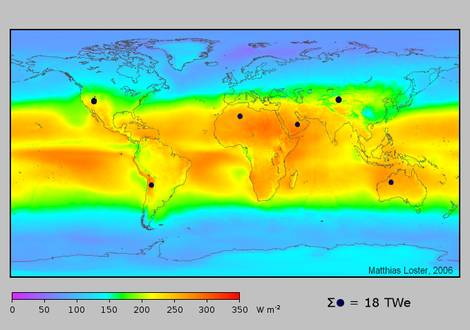 Matthias Loster, 2006
0 50 100 150 200 250 300 350 W m⁻²
Σ● = 18 TWe